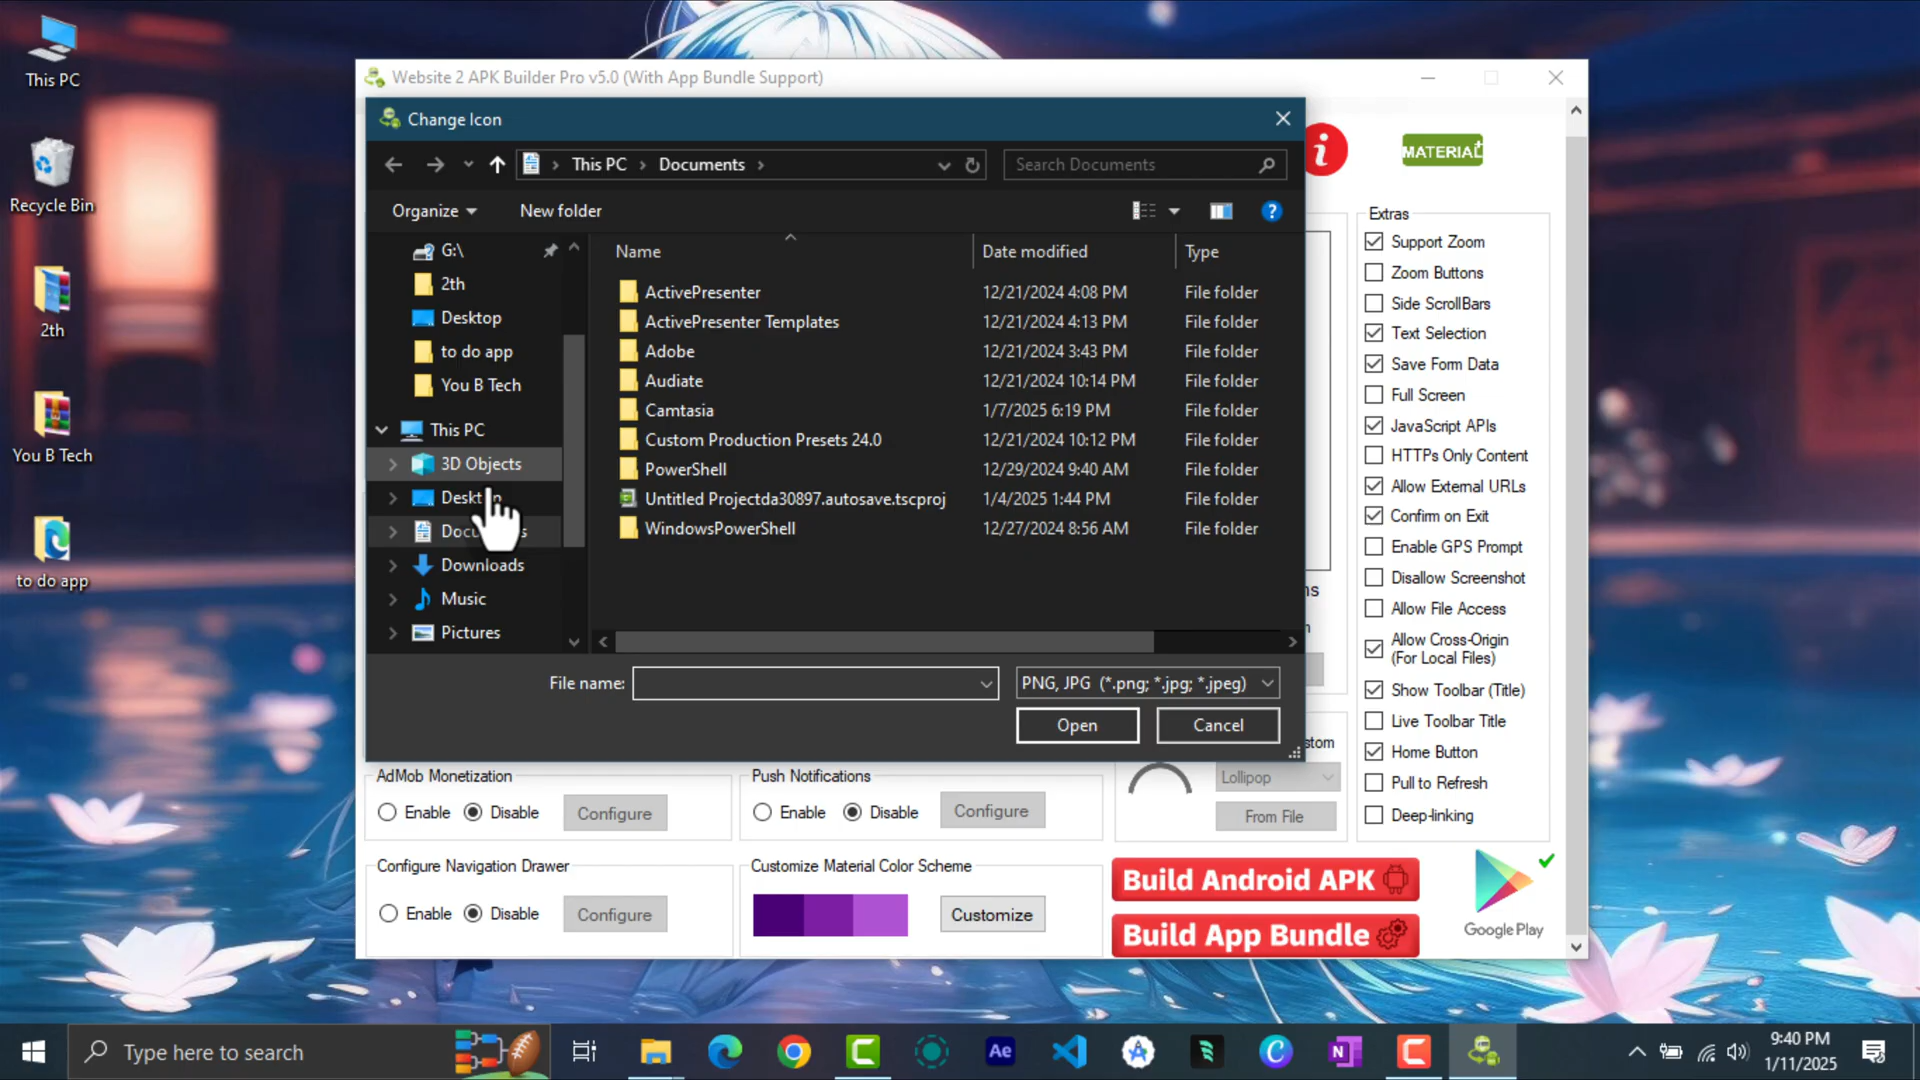 This PC
Recycle Bin
2th
You B Tech
to do app
Website 2 APK Builder Pro v5.0 (With App Bundle Support)
Change Icon
This PC > Documents >
Search Documents
Organize
New folder
G:\
2th
Desktop
to do app
You B Tech
This PC
3D Objects
Downloads
Music
Pictures
Name
Date modified
Type
ActivePresenter 12/21/2024 4:08 PM File folder
ActivePresenter Templates 12/21/2024 4:13 PM File folder
Adobe 12/21/2024 3:43 PM File folder
Audiate 12/21/2024 10:14 PM File folder
Camtasia 1/7/2025 6:19 PM File folder
Custom Production Presets 24.0 12/21/2024 10:12 PM File folder
PowerShell 12/29/2024 9:40 AM File folder
Untitled Projectda30897.autosave.tscproj 1/4/2025 1:44 PM
WindowsPowerShell 12/27/2024 8:56 AM File folder
File name:
PNG, JPG (*.png; *.jpg; *.jpeg)
Open
Cancel
MATERIAL
Extras
Support Zoom
Zoom Buttons
Side ScrollBars
Text Selection
Save Form Data
Full Screen
JavaScript APIs
HTTPs Only Content
Allow External URLs
Confirm on Exit
Enable GPS Prompt
Disallow Screenshot
Allow File Access
Allow Cross-Origin
(For Local Files)
Show Toolbar (Title)
Live Toolbar Title
Home Button
Pull to Refresh
Deep-linking
AdMob Monetization
Enable
Disable
Configure
Push Notifications
Enable
Disable
Configure
Lollipop
From File
Configure Navigation Drawer
Enable
Disable
Configure
Customize Material Color Scheme
Customize
Build Android APK
Build App Bundle
Google Play
Type here to search
Ae
N
9:40 PM
1/11/2025